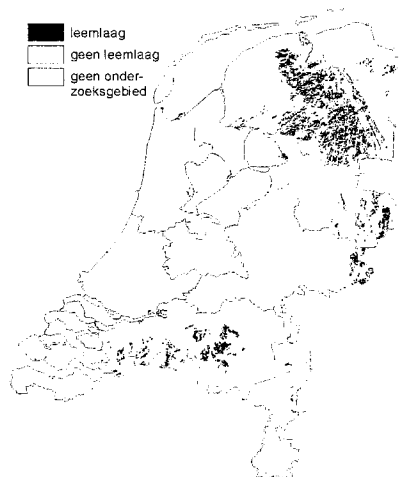 leemlaag
geen leemlaag
geen onder-
zoeksgebied